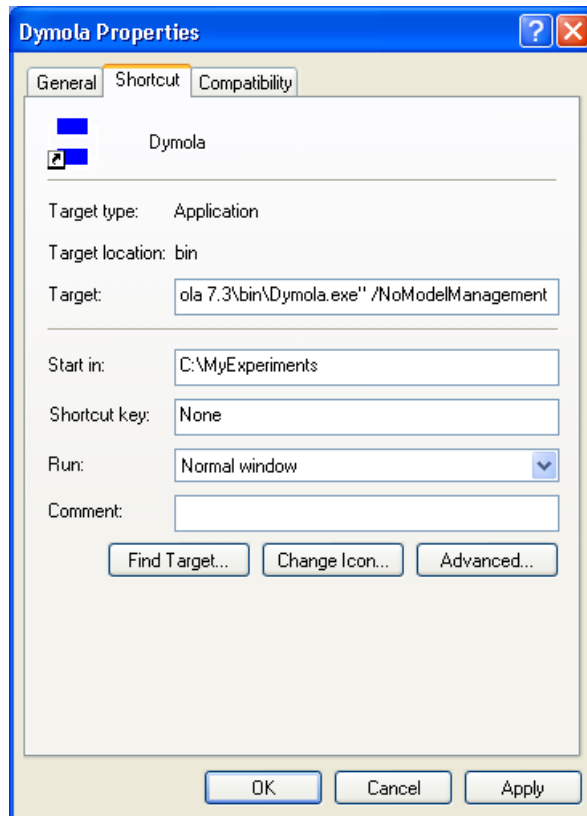 Dymola Properties
General Shortcut Compatibility
Dymola
Target type: Application
Target location: bin
Target: ola 7.3\bin\Dymola.exe" /NoModelManagement
Start in: C:\MyExperiments
Shortcut key: None
Run: Normal window
Comment:
Find Target... Change Icon... Advanced...
OK Cancel Apply